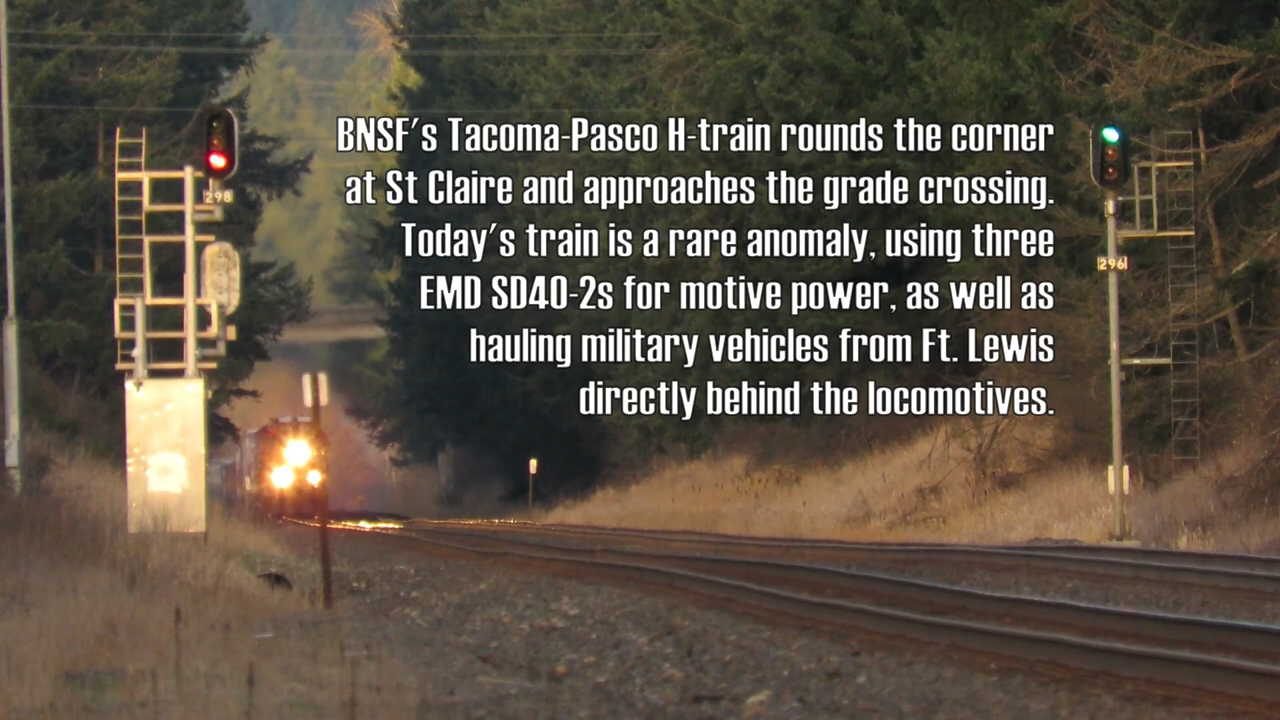 298
BNSF's Tacoma-Pasco H-train rounds the corner
at St Claire and approaches the grade crossing.
Today's train is a rare anomaly, using three
EMD SD40-2s for motive power, as well as
hauling military vehicles from Ft. Lewis
directly behind the locomotives.
296